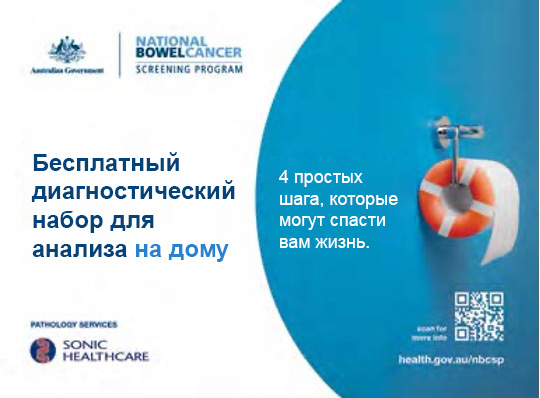 Australian Government
NATIONAL
BOWELCANCER
SCREENING PROGRAM
Бесплатный
диагностический
набор для
анализа на дому
4 простых
шага, которые
могут спасти
вам жизнь.
PATHOLOGY SERVICES
SONIC
HEALTHCARE
scan for
more info
health.gov.au/nbcsp